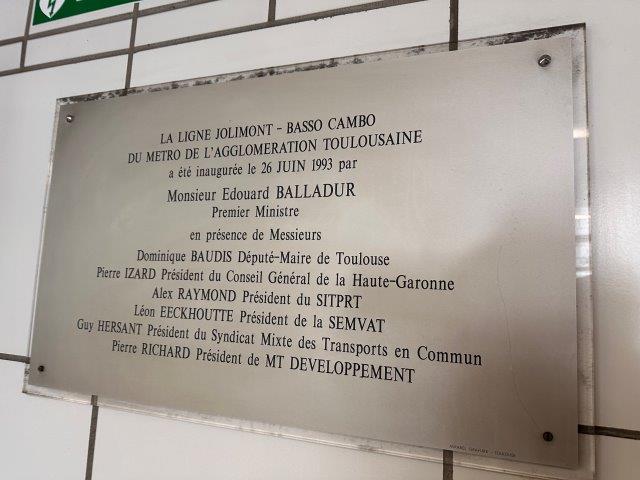 LA LIGNE JOLIMONT - BASSO CAMBO
DU METRO DE L'AGGLOMERATION TOULOUSAINE
a été inaugurée le 26 JUIN 1993 par
Monsieur Edouard BALLADUR
Premier Ministre
en présence de Messieurs
Dominique BAUDIS Député-Maire de Toulouse
Pierre IZARD Président du Conseil Général de la Haute-Garonne
Alex RAYMOND Président du SITPRT
Léon EECKHOUTTE Président de la SEMVAT
Guy HERSANT Président du Syndicat Mixte des Transports en Commun
Pierre RICHARD Président de MT DEVELOPPEMENT